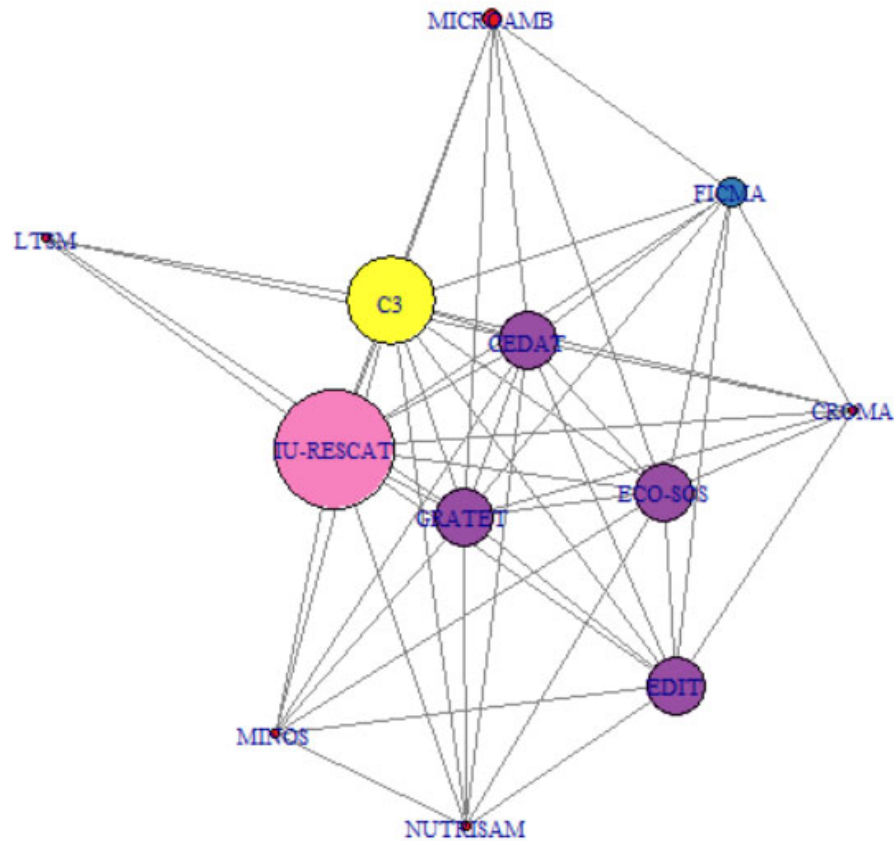 MICROAMB
FICMA
LTSM
C3
CEDAT
CROMA
IU-RESCAT
ECO-SOS
GRATET
EDIT
MINOS
NUTRISAM